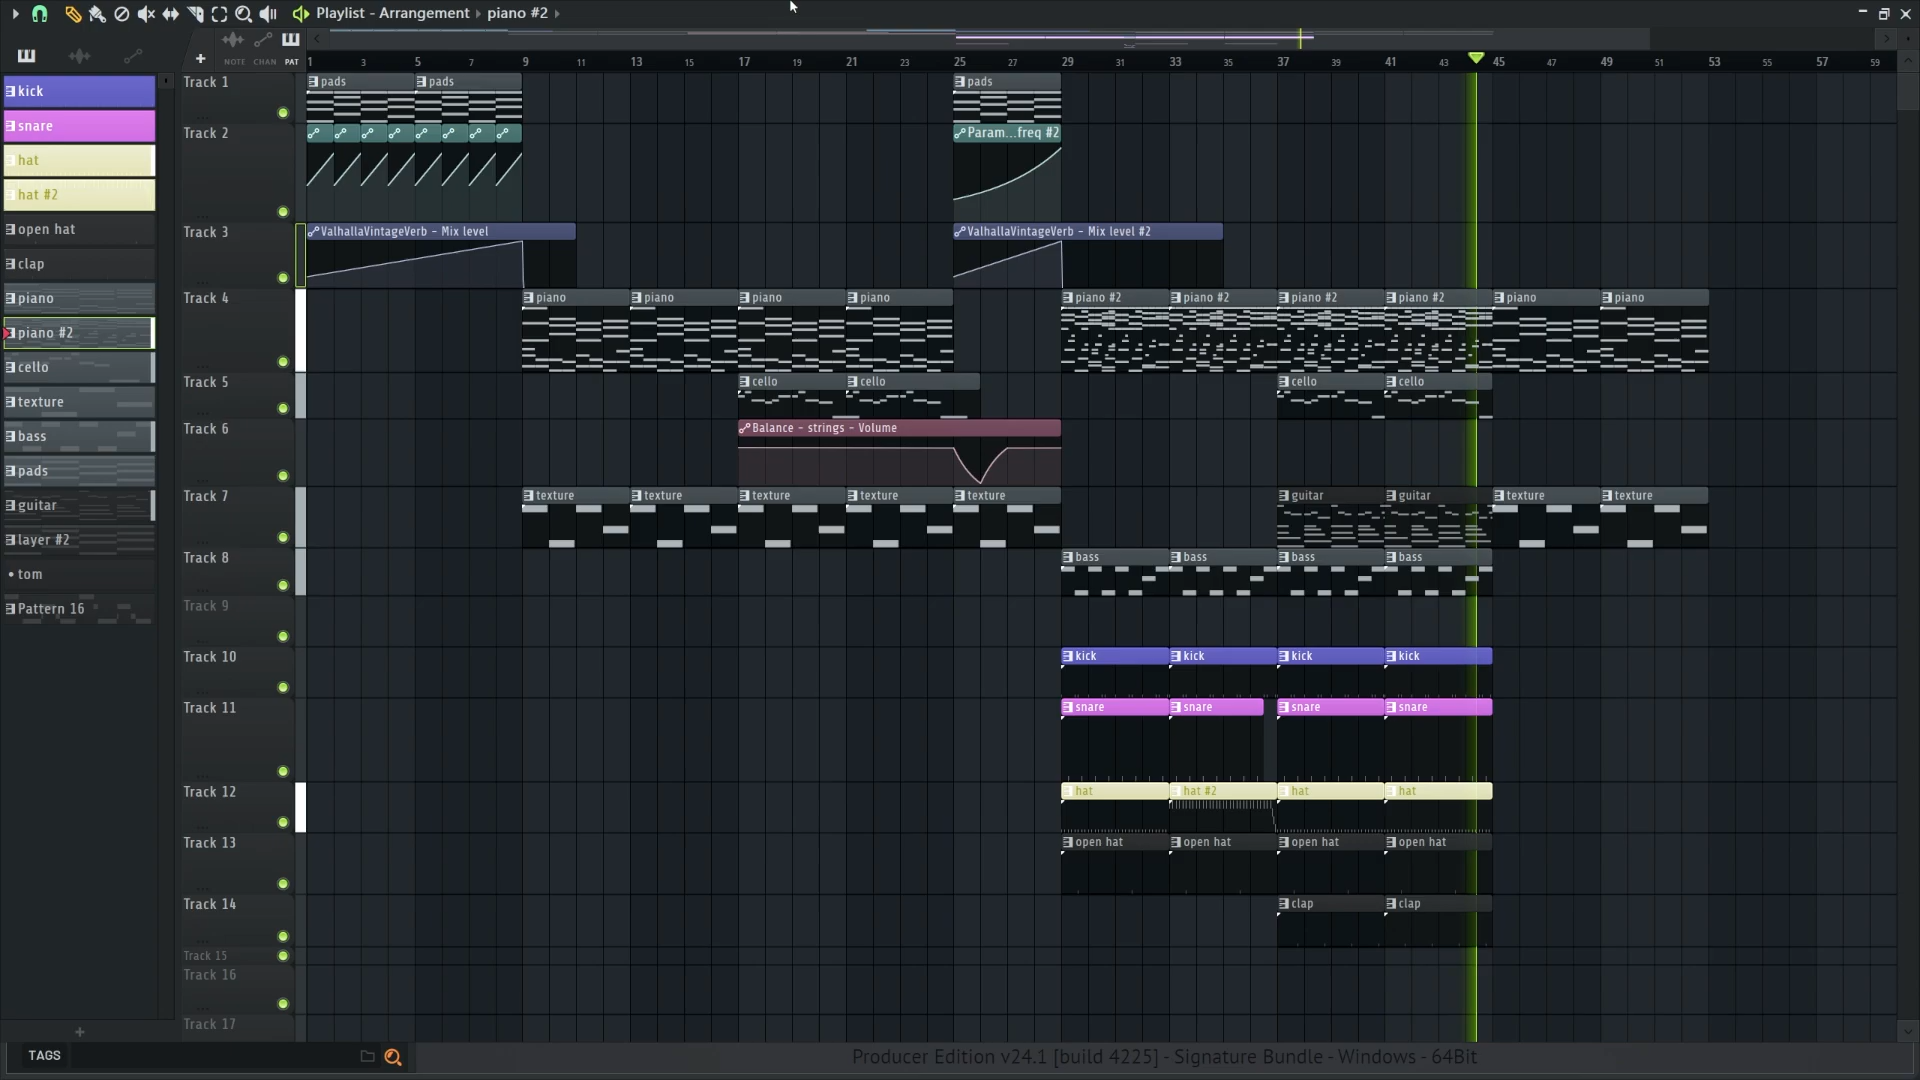 Playlist - Arrangement › piano #2 ›
NOTE CHAN PAT
1 3 5 7 9 11 13 15 17 19 21 23 25 27 29 31 33 35 37 39 41 43 45 47 49 51 53 55 57 59
kick
snare
hat
hat #2
open hat
clap
piano
piano #2
cello
texture
bass
pads
guitar
layer #2
tom
Pattern 16
Track 1
pads pads pads
Track 2
Param...freq #2
Track 3
ValhallaVintageVerb - Mix level ValhallaVintageVerb - Mix level #2
Track 4
piano piano piano piano piano #2 piano #2 piano #2 piano #2 piano piano
Track 5
cello cello cello cello
Track 6
Balance - strings - Volume
Track 7
texture texture texture texture texture guitar guitar texture texture
Track 8
bass bass bass bass
Track 9
Track 10
kick kick kick kick
Track 11
snare snare snare snare
Track 12
hat hat #2 hat hat
Track 13
open hat open hat open hat open hat
Track 14
clap clap
Track 15
Track 16
Track 17
TAGS
Producer Edition v24.1 [build 4225] - Signature Bundle - Windows - 64Bit